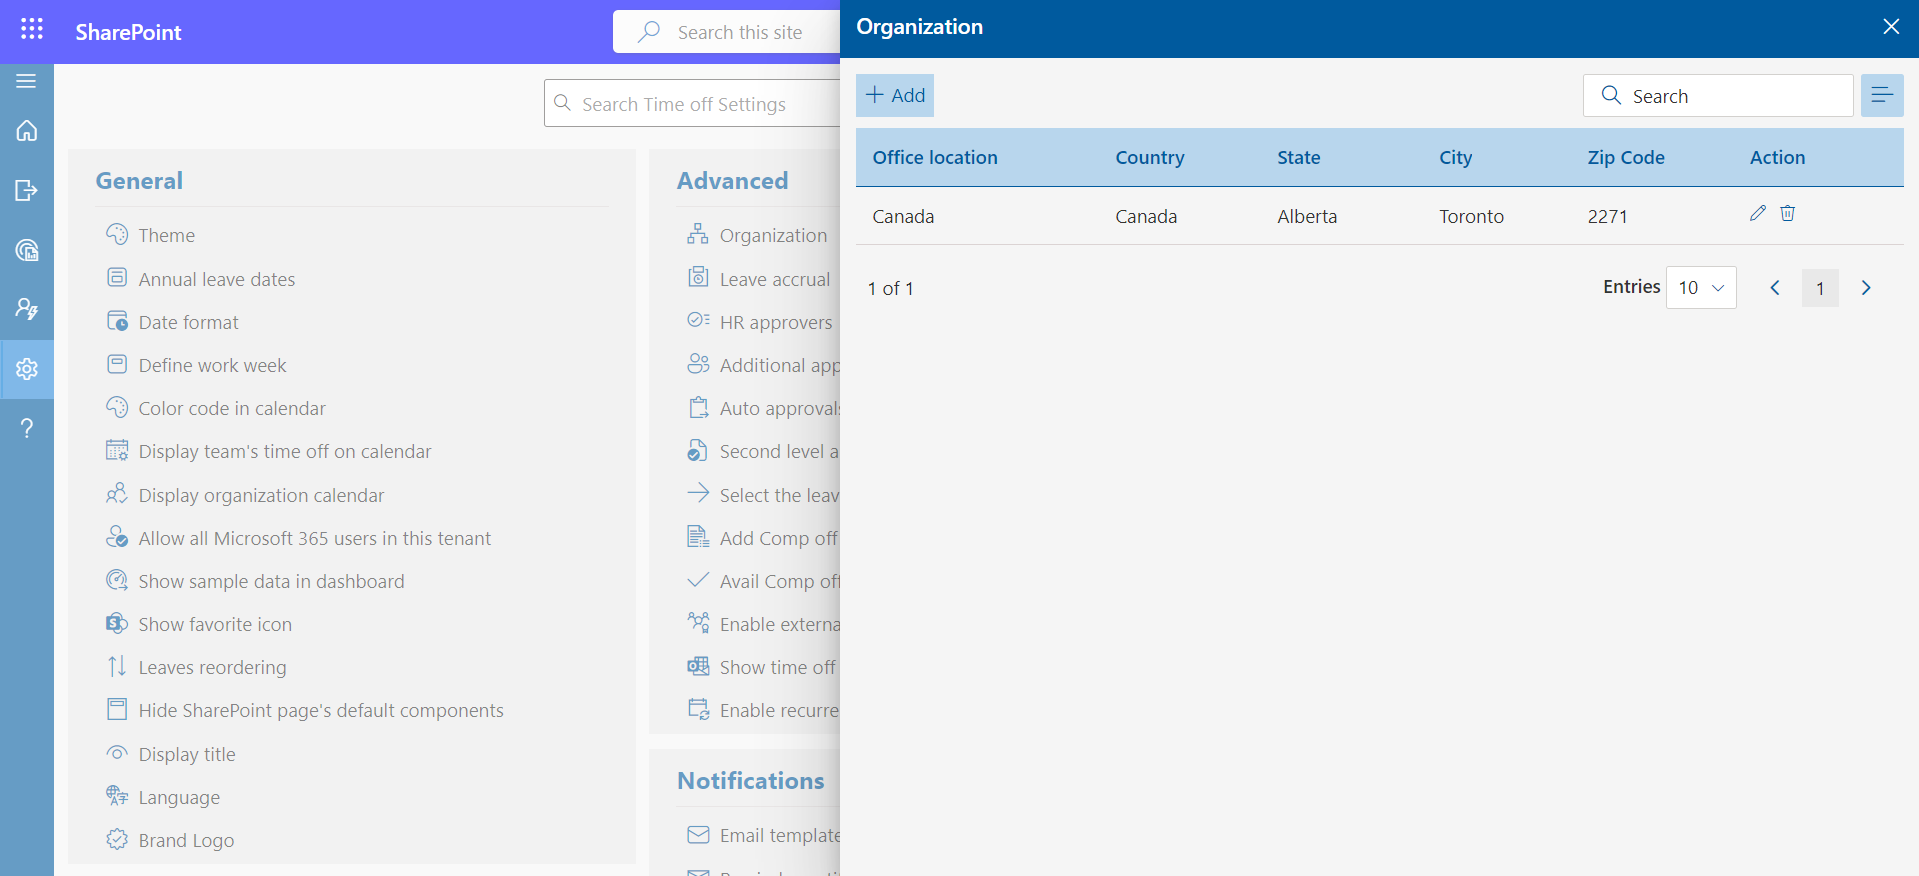 SharePoint
Search this site
Organization
Search Time off Settings
Add
Search
Office location Country State City Zip Code Action
Canada Canada Alberta Toronto 2271
1 of 1
Entries 10 1
General
Theme
Annual leave dates
Date format
Define work week
Color code in calendar
Display team's time off on calendar
Display organization calendar
Allow all Microsoft 365 users in this tenant
Show sample data in dashboard
Show favorite icon
Leaves reordering
Hide SharePoint page's default components
Display title
Language
Brand Logo
Advanced
Organization
Leave accrual
HR approvers
Additional app
Auto approvals
Second level a
Select the leav
Add Comp off
Avail Comp off
Enable externa
Show time off
Enable recurre
Notifications
Email template